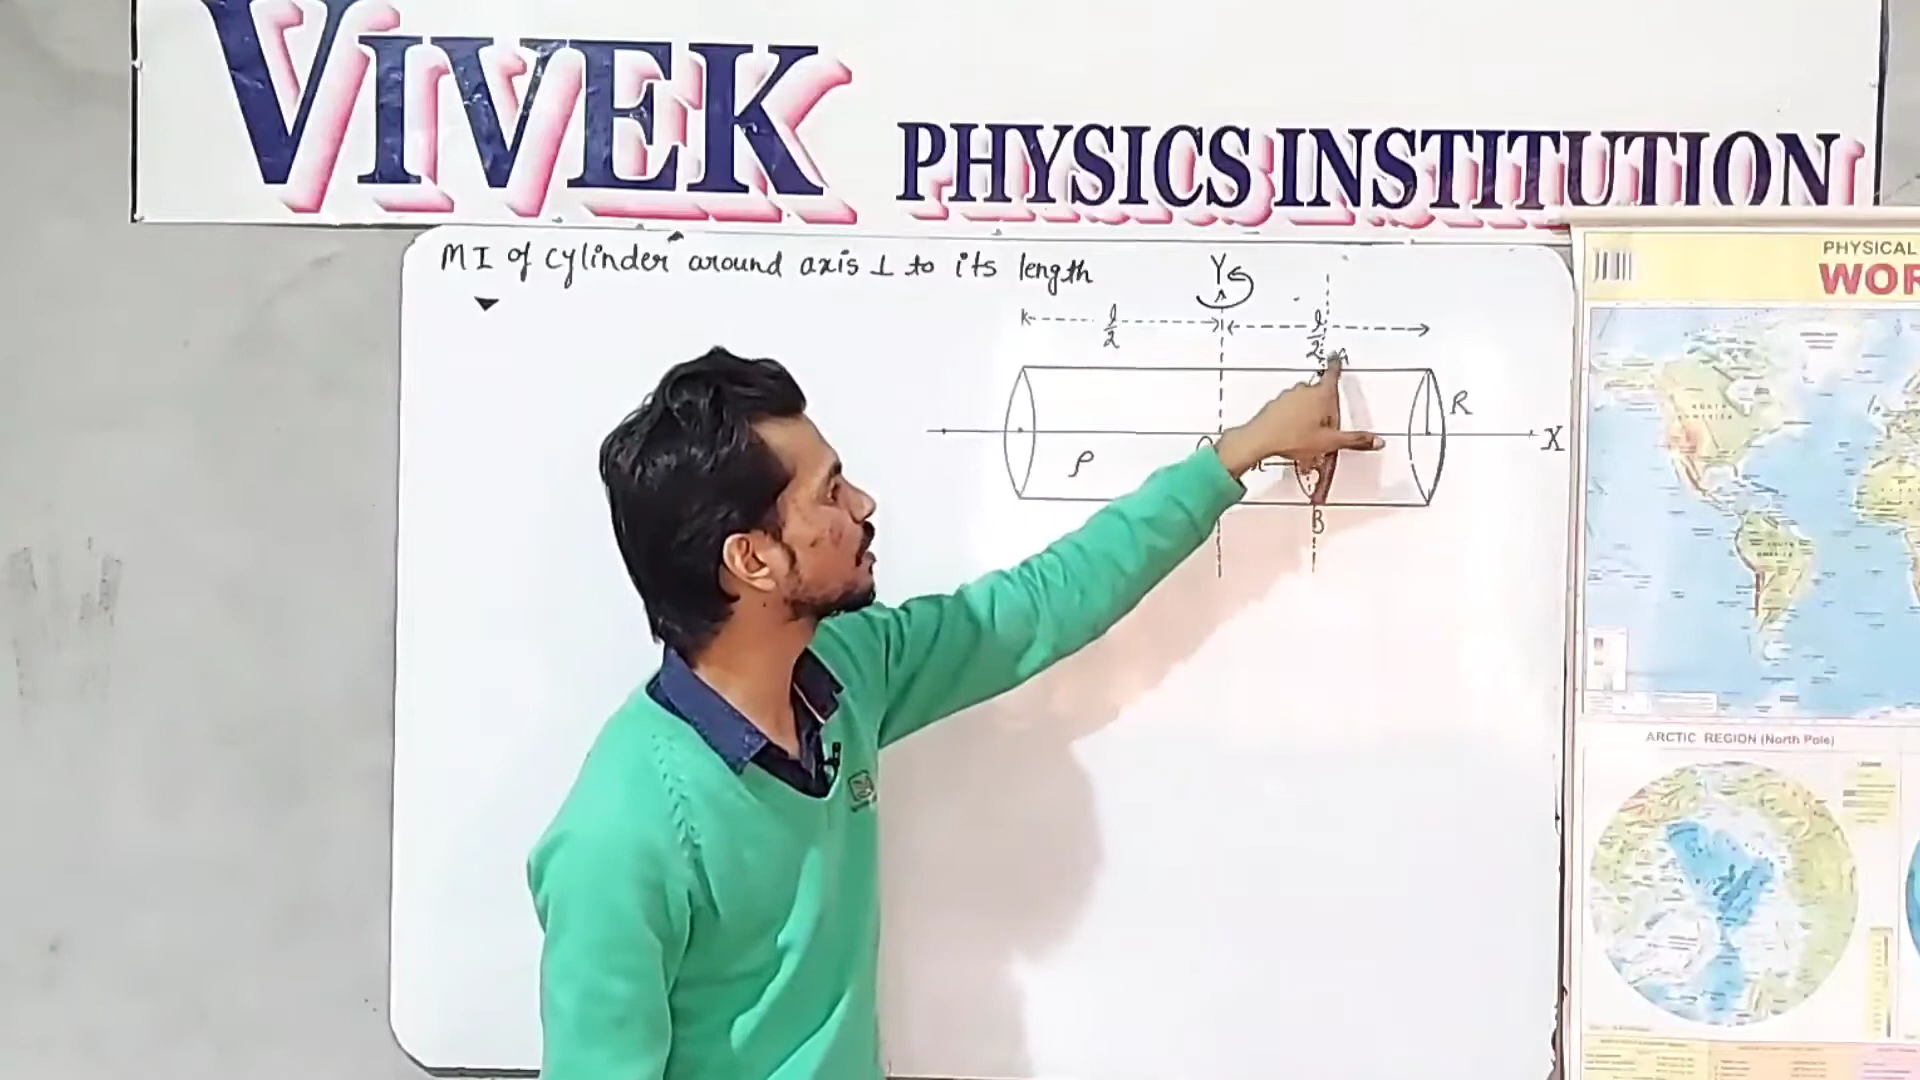 VIVEK PHYSICS INSTITUTION
MI of cylinder around axis ⊥ to its length
Y
l/2
l/2
R
X
ρ
B
PHYSICAL
WOR
ARCTIC REGION (North Pole)